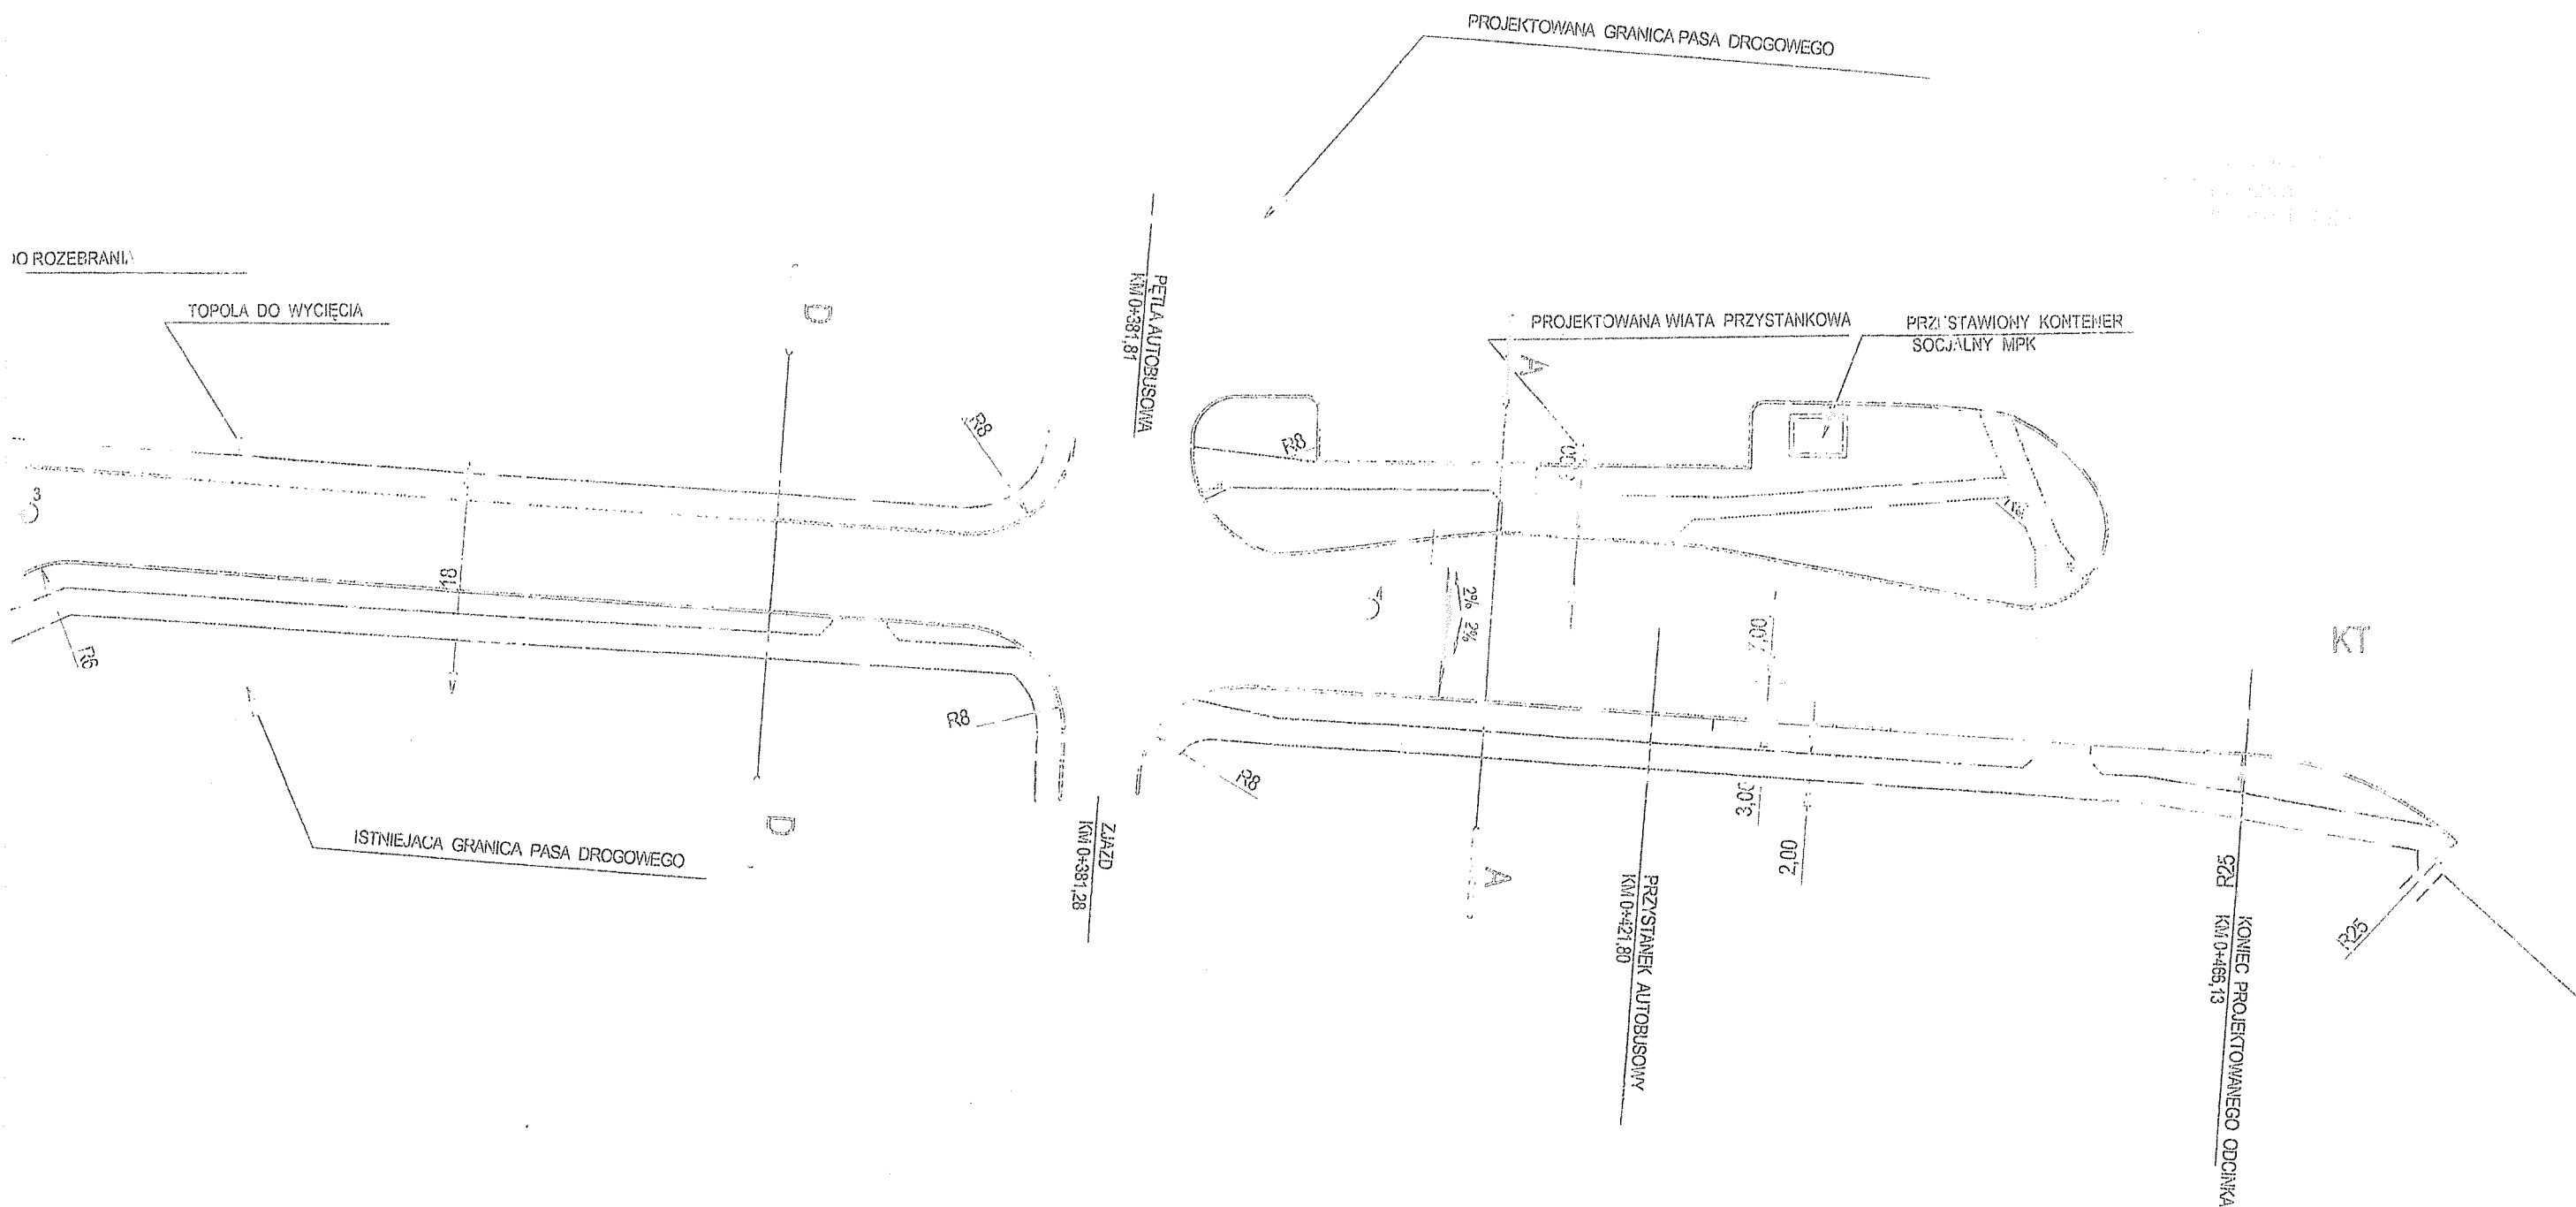 PROJEKTOWANA GRANICA PASA DROGOWEGO
TOPOLA DO WYCIĘCIA
D
PĘTLA AUTOBUSOWA
KM 0+381,81
PROJEKTOWANA WIATA PRZYSTANKOWA
SOCJALNY MPK
KONTENER
A
R8
R8
3
18
2% 2%
2,00
KT
R6
R8
R8
3,00
2,00
ISTNIEJACA GRANICA PASA DROGOWEGO
D
ZJAZD
KM 0+381,28
A
PRZYSTANEK AUTOBUSOWY
KM 0+421,80
R25
R25
KONIEC PROJEKTOWANEGO ODCINKA
KM 0+466,13